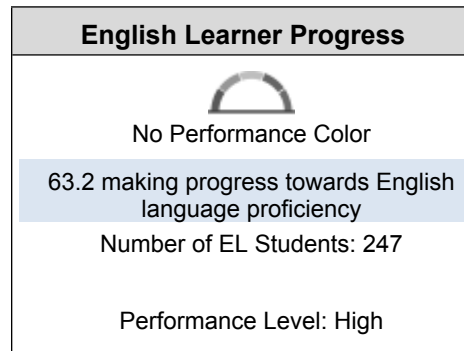 English Learner Progress
No Performance Color
63.2 making progress towards English
language proficiency
Number of EL Students: 247
Performance Level: High